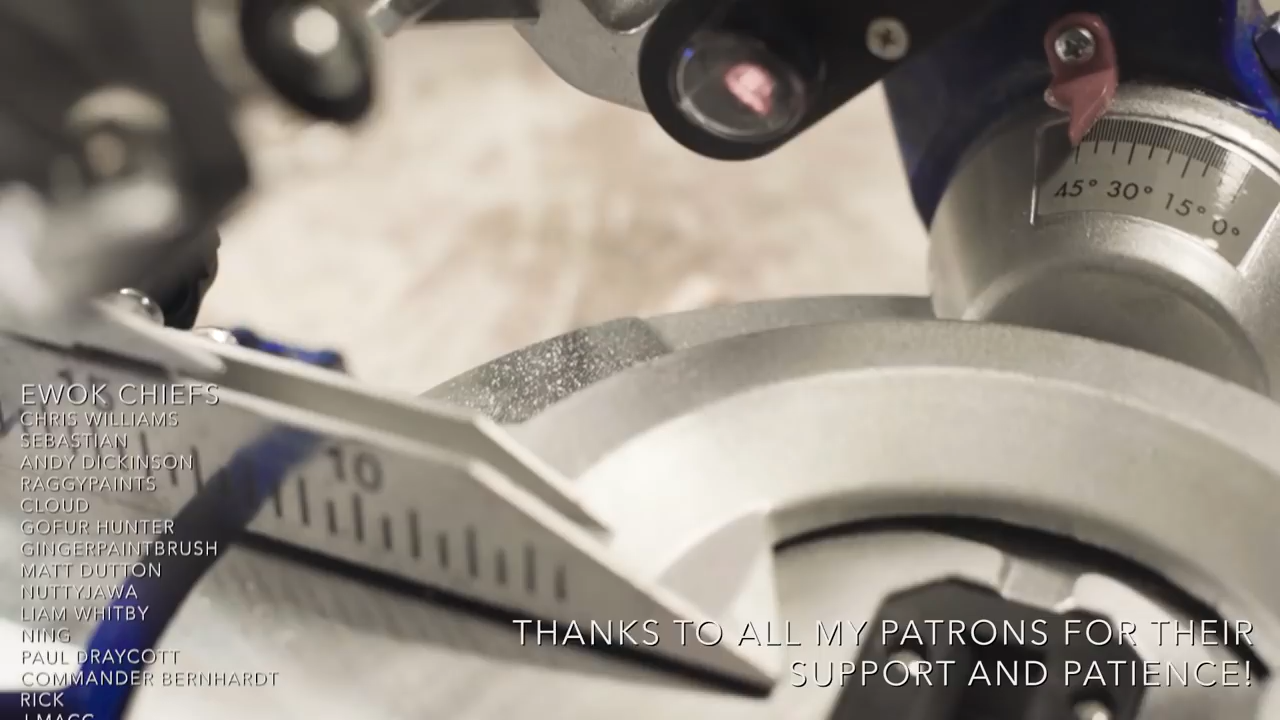 45° 30° 15° 0°
10
EWOK CHIEFS
CHRIS WILLIAMS
SEBASTIAN
ANDY DICKINSON
RAGGYPAINTS
CLOUD
GOFUR HUNTER
GINGERPAINTBRUSH
MATT DUTTON
NUTTYJAWA
LIAM WHITBY
NING
PAUL DRAYCOTT
COMMANDER BERNHARDT
RICK
THANKS TO ALL MY PATRONS FOR THEIR
SUPPORT AND PATIENCE!